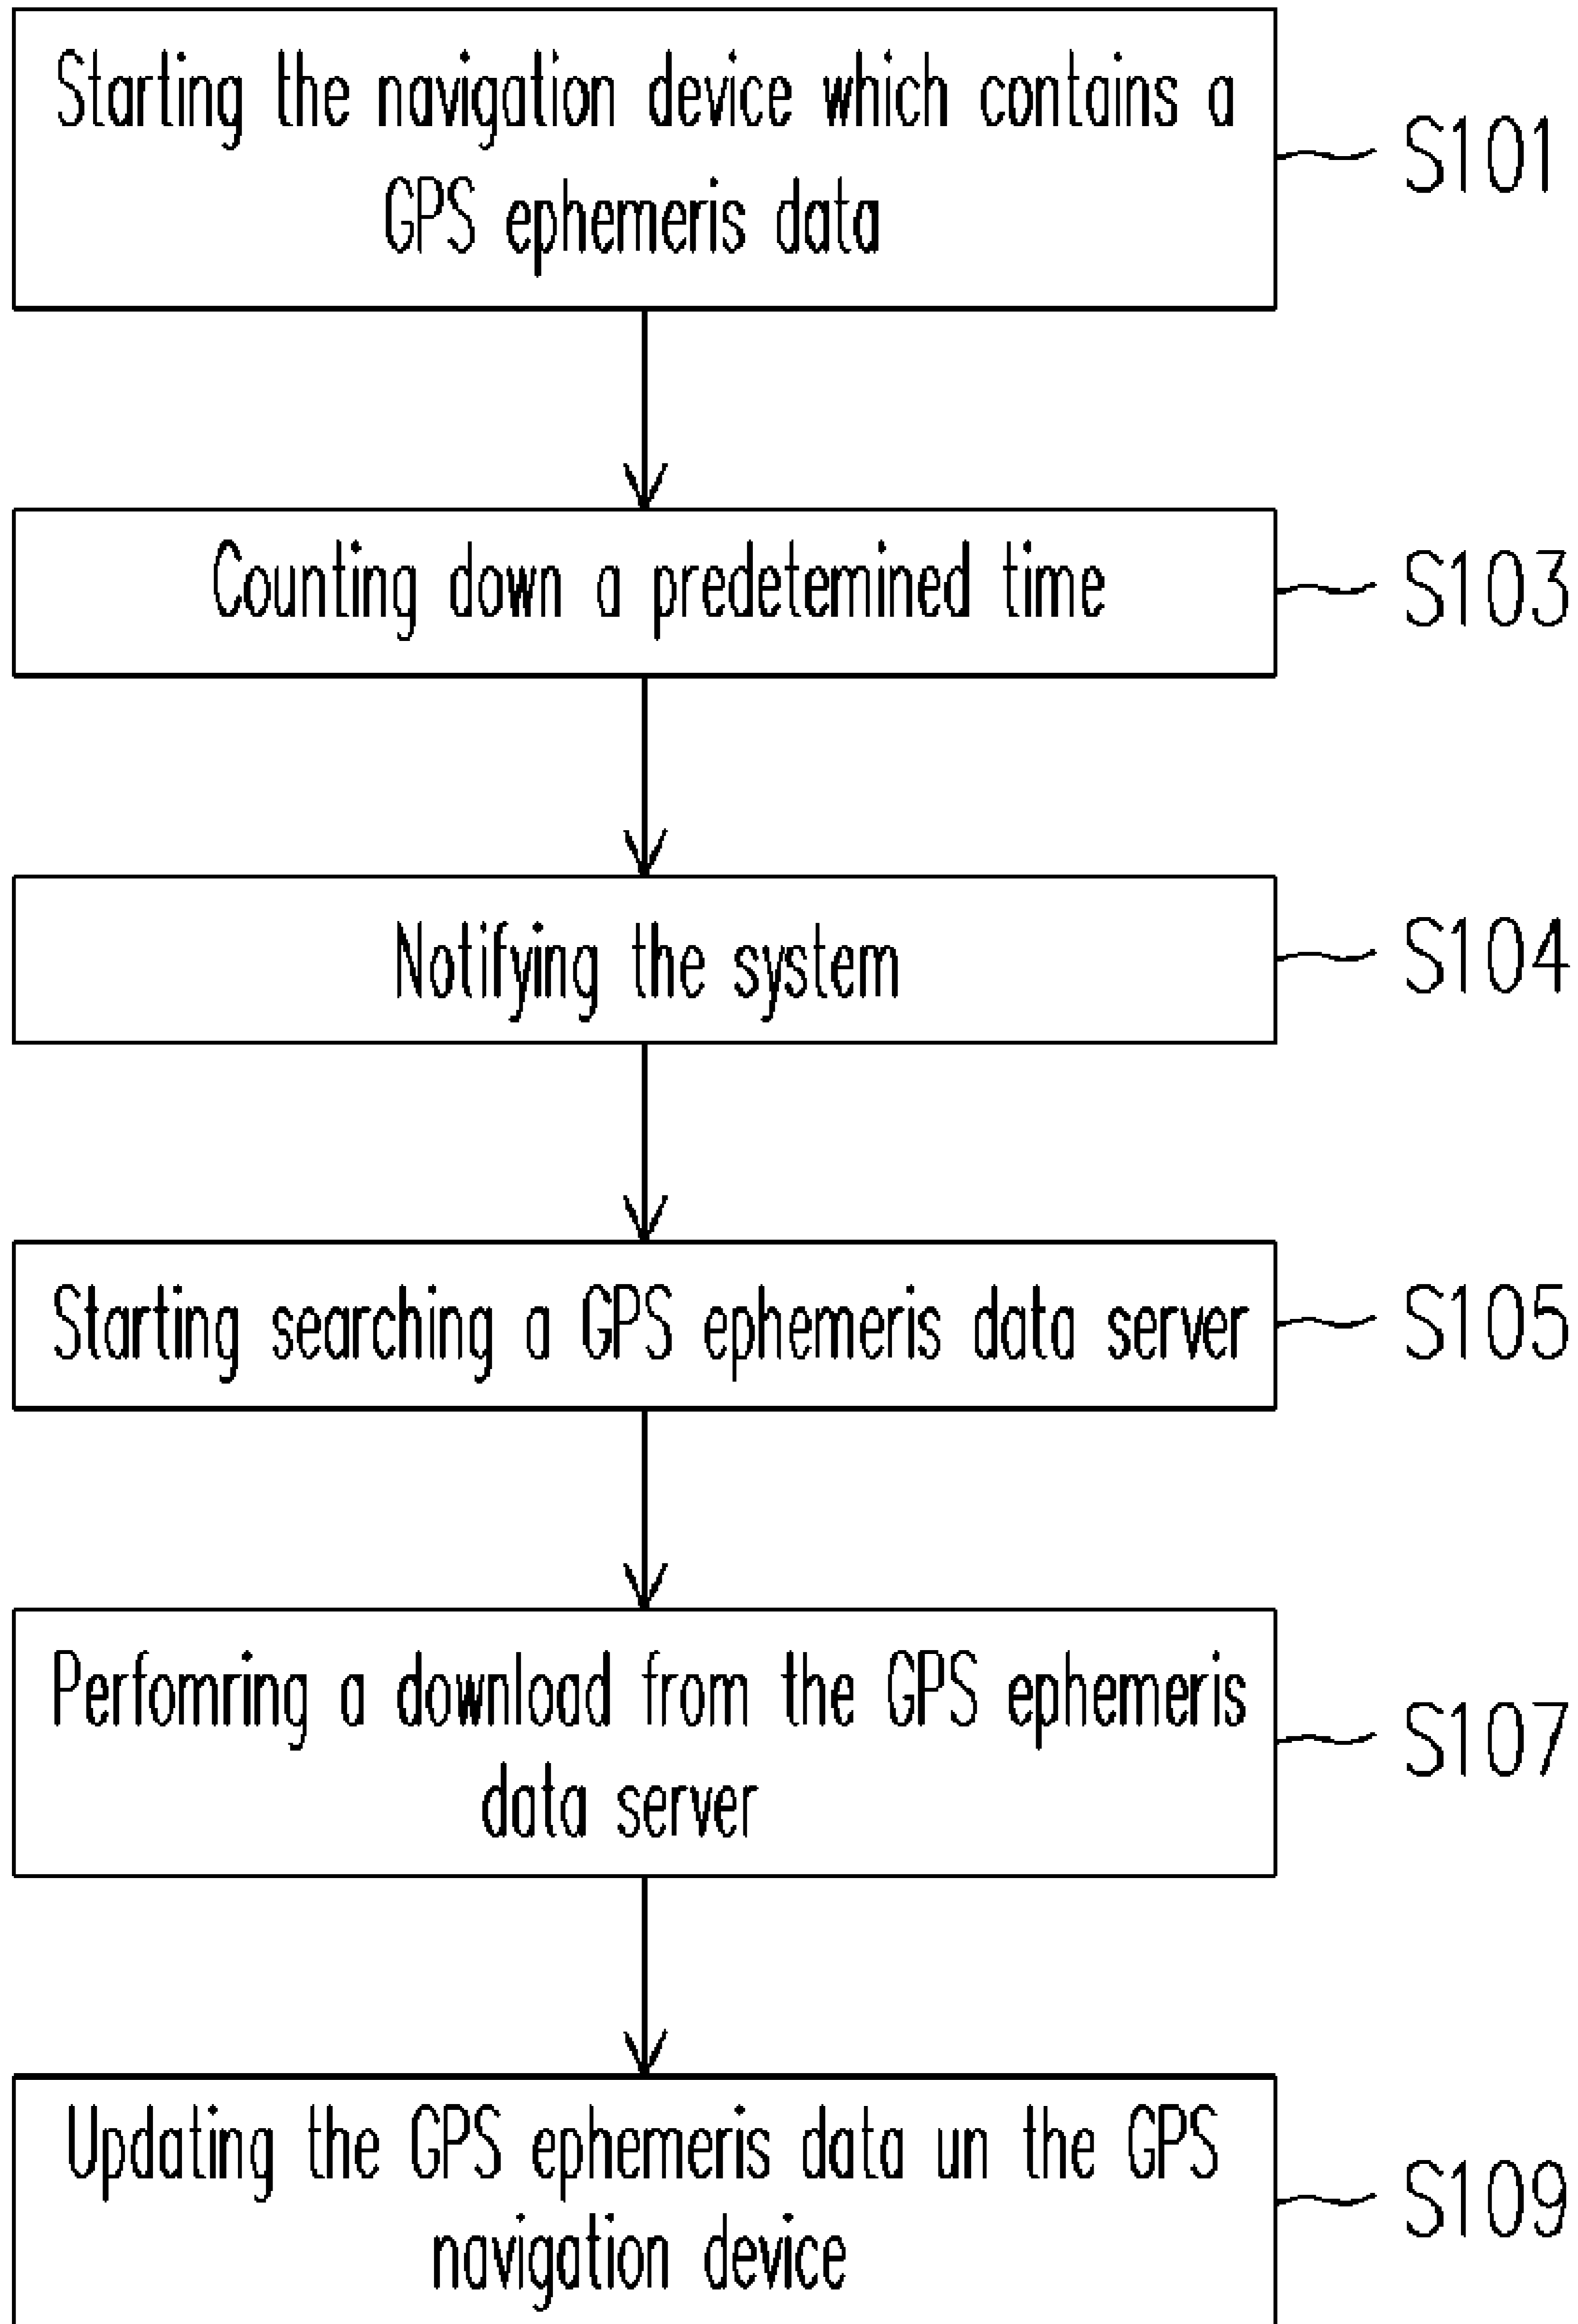 Starting the navigation device which contains a
GPS ephemeris data
S101
Counting down a predetemined time
S103
Notifying the system
S104
Starting searching a GPS ephemeris data server
S105
Perfomring a download from the GPS ephemeris
data server
S107
Updating the GPS ephemeris data un the GPS
navigation device
S109